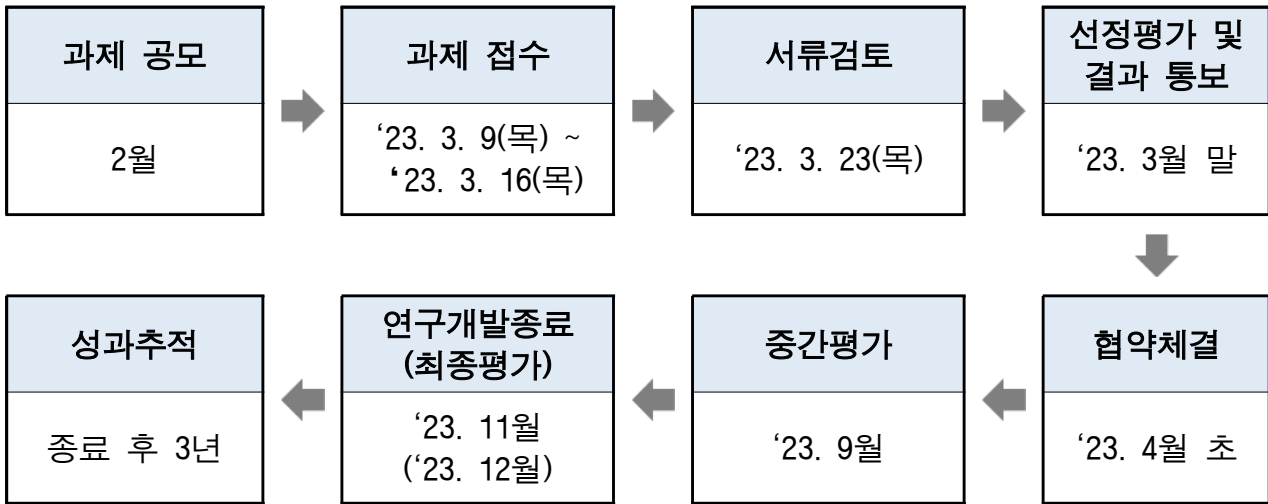 과제 공모
2월
과제 접수
‘23. 3. 9(목) ~
‘23. 3. 16(목)
서류검토
‘23. 3. 23(목)
선정평가 및
결과 통보
‘23. 3월 말
협약체결
‘23. 4월 초
중간평가
‘23. 9월
연구개발종료
(최종평가)
‘23. 11월
(‘23. 12월)
성과추적
종료 후 3년